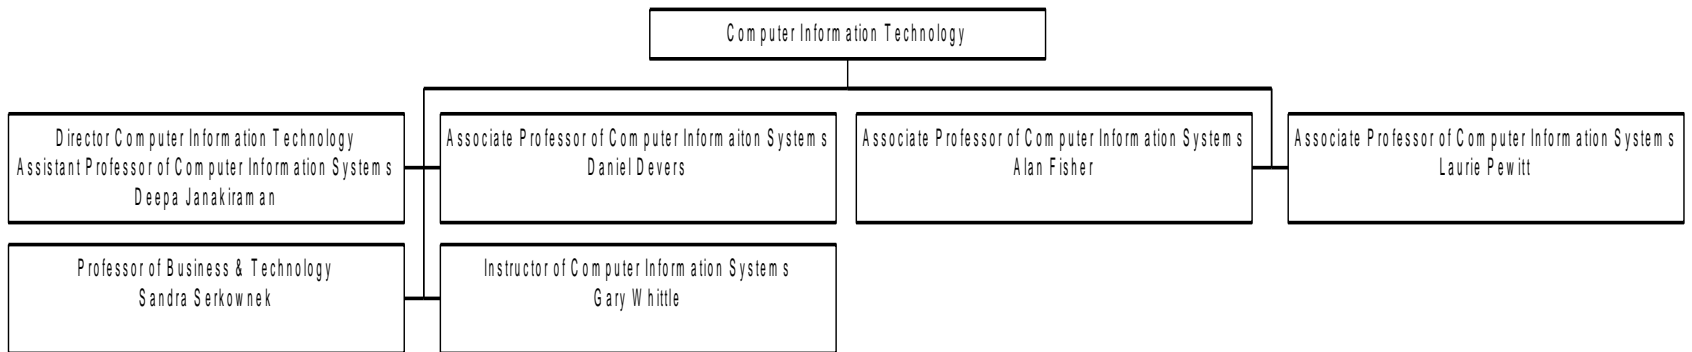 Computer Information Technology
Director Computer Information Technology
Assistant Professor of Computer Information Systems
Deepa Janakiraman
Associate Professor of Computer Informaiton Systems
Daniel Devers
Associate Professor of Computer Information Systems
Alan Fisher
Associate Professor of Computer Information Systems
Laurie Pewitt
Professor of Business & Technology
Sandra Serkownek
Instructor of Computer Information Systems
Gary Whittle